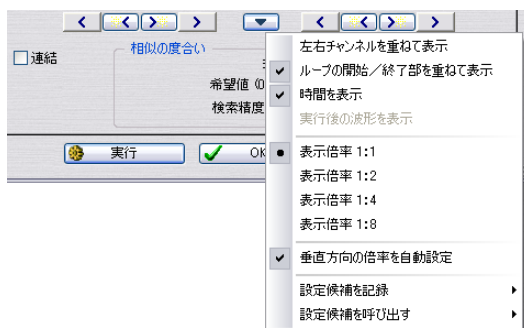 左右チャンネルを重ねて表示
連結
相似の度合い
ループの開始／終了部を重ねて表示
希望値 (0
時間を表示
検索精度
実行後の波形を表示
実行
OK
表示倍率 1:1
表示倍率 1:2
表示倍率 1:4
表示倍率 1:8
垂直方向の倍率を自動設定
設定候補を記録
設定候補を呼び出す